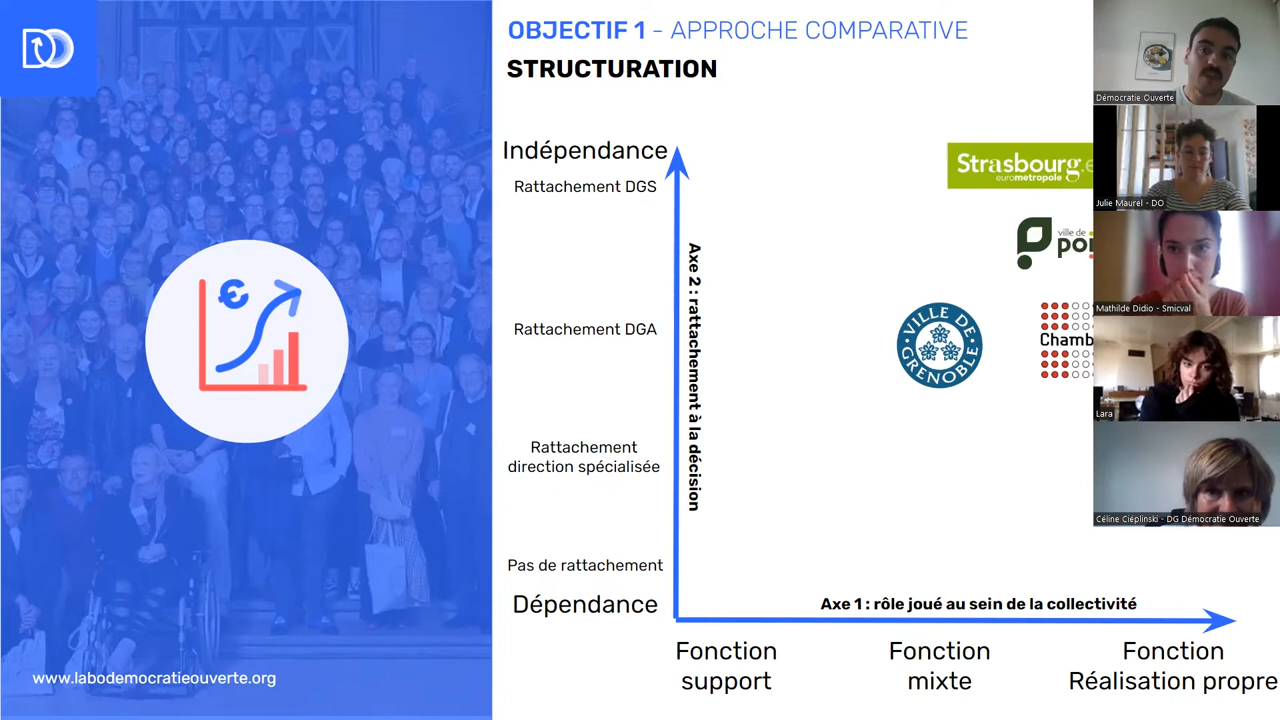 OBJECTIF 1 - APPROCHE COMPARATIVE
STRUCTURATION
Indépendance
Rattachement DGS
Rattachement DGA
Rattachement
direction spécialisée
Pas de rattachement
Dépendance
Axe 2 : rattachement à la décision
Strasbourg.e
eurométropole
ville de
VILLE DE
GRENOBLE
Chamb
Axe 1 : rôle joué au sein de la collectivité
Fonction
support
Fonction
mixte
Fonction
Réalisation propre
www.labodemocratieouverte.org
Démocratie Ouverte
Julie Maurel - DO
Mathilde Didio - Smicval
Lara
Céline Ciéplinski - DG Démocratie Ouverte